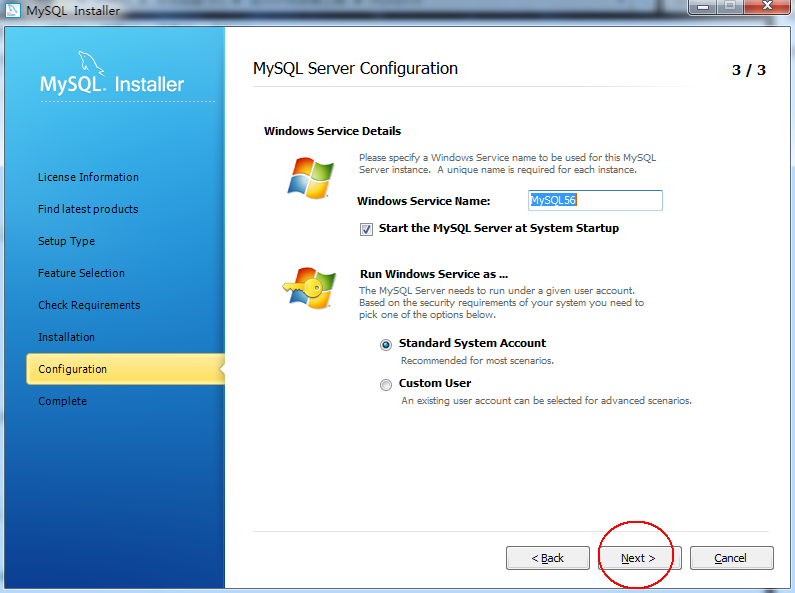 MySQL Installer
MySQL Installer
License Information
Find latest products
Setup Type
Feature Selection
Check Requirements
Installation
Configuration
Complete
MySQL Server Configuration
3 / 3
Windows Service Details
Please specify a Windows Service name to be used for this MySQL
Server instance. A unique name is required for each instance.
Windows Service Name:
MySQL56
Start the MySQL Server at System Startup
Run Windows Service as ...
The MySQL Server needs to run under a given user account.
Based on the security requirements of your system you need to
pick one of the options below.
Standard System Account
Recommended for most scenarios.
Custom User
An existing user account can be selected for advanced scenarios.
< Back
Next >
Cancel